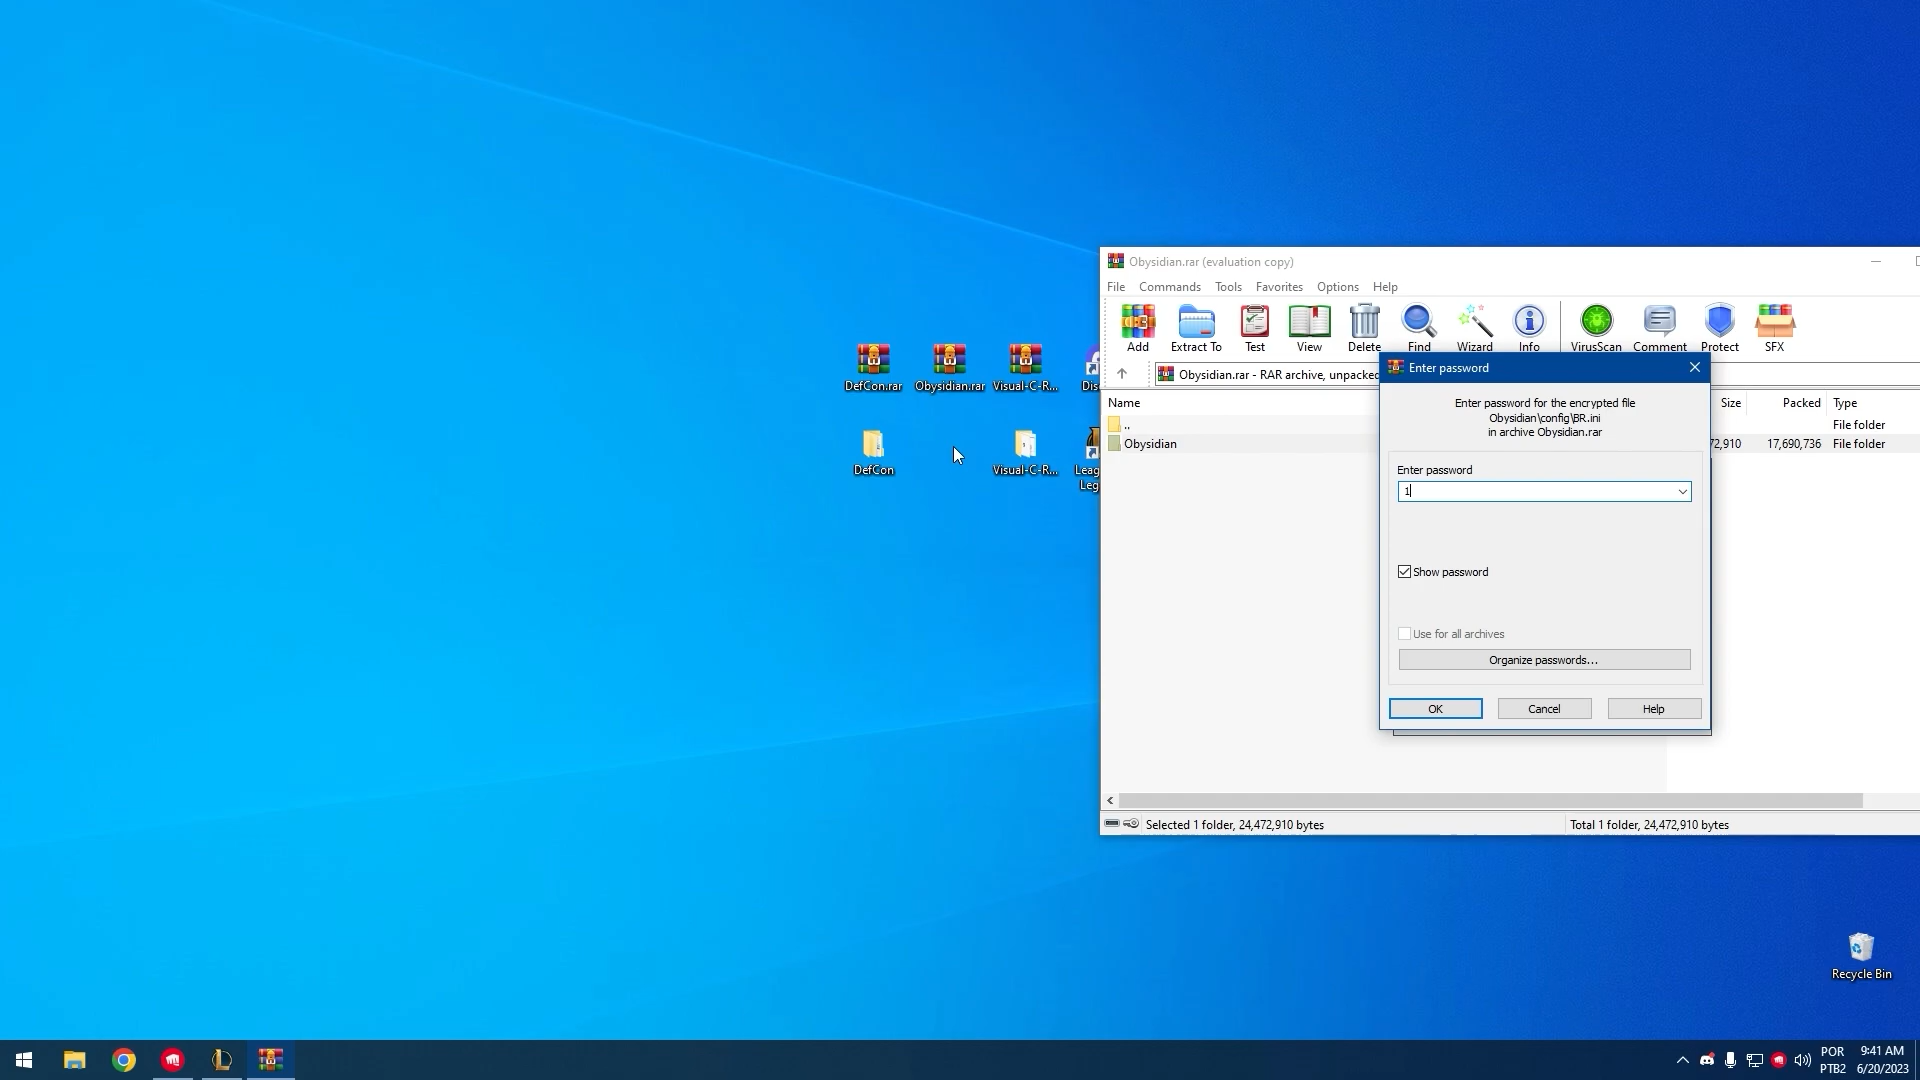 DefCon.rar
Obysidian.rar
Visual-C-R...
DefCon
Visual-C-R...
Obysidian.rar (evaluation copy)
File Commands Tools Favorites Options Help
Add Extract To Test View Delete Find Wizard Info VirusScan Comment Protect SFX
Obysidian.rar - RAR archive, unpacked
Name Size Packed Type
.. File folder
Obysidian 72,910 17,690,736 File folder
Enter password
Enter password for the encrypted file
Obysidian\config\BR.ini
in archive Obysidian.rar
Enter password
1
Show password
Use for all archives
Organize passwords...
OK Cancel Help
Selected 1 folder, 24,472,910 bytes
Total 1 folder, 24,472,910 bytes
Recycle Bin
POR
PTB2
9:41 AM
6/20/2023